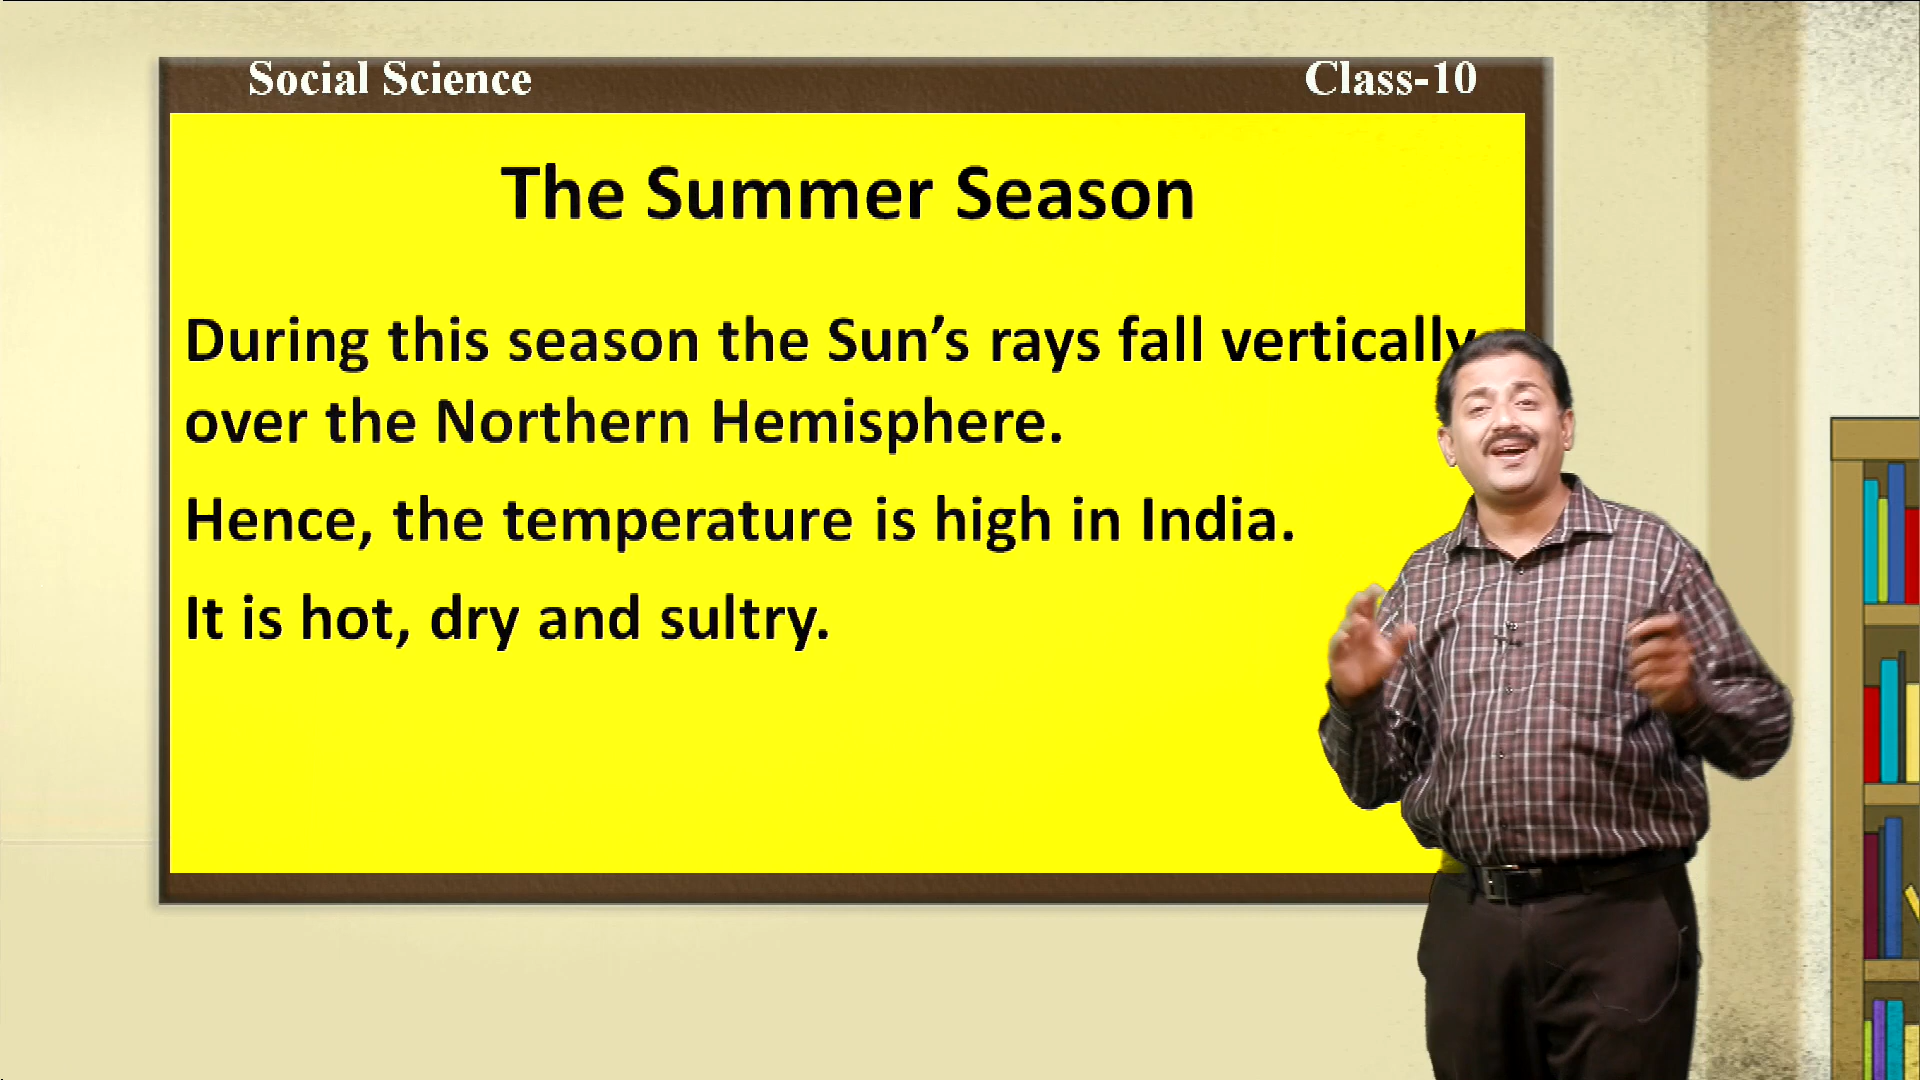 Social Science
Class-10
The Summer Season
During this season the Sun’s rays fall vertically
over the Northern Hemisphere.
Hence, the temperature is high in India.
It is hot, dry and sultry.